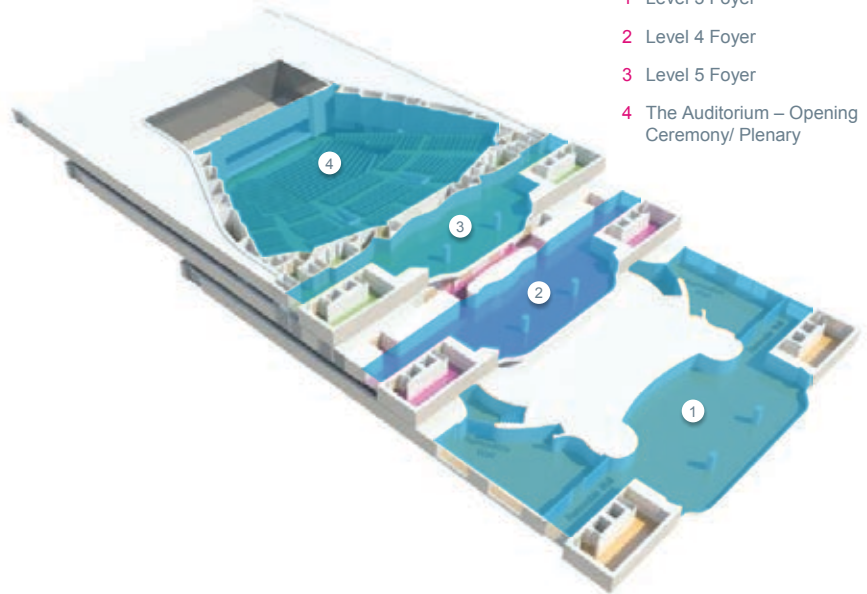 1 Level 3 Foyer
2 Level 4 Foyer
3 Level 5 Foyer
4 The Auditorium – Opening
Ceremony/ Plenary
4
3
2
1